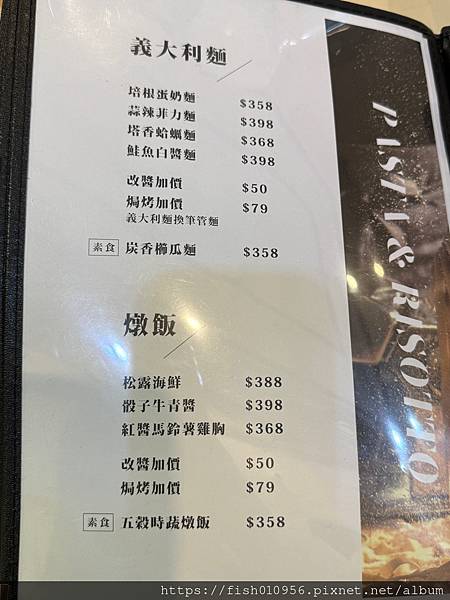 義大利麵
培根蛋奶麵 $358
蒜辣菲力麵 $398
塔香蛤蠣麵 $368
鮭魚白醬麵 $398
改醬加價 $50
焗烤加價 $79
義大利麵換筆管麵
素食 炭香櫛瓜麵 $358
燉飯
松露海鮮 $388
骰子牛青醬 $398
紅醬馬鈴薯雞胸 $368
改醬加價 $50
焗烤加價 $79
素食 五穀時蔬燉飯 $358
PASTA & RISOTTO
https://fish010956.pixnet.net/album